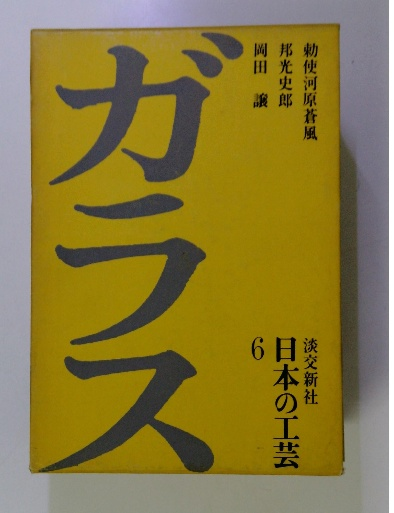 勅使河原蒼風
邦光史郎
岡田 譲
淡交新社
日本の工芸
6
ガラス